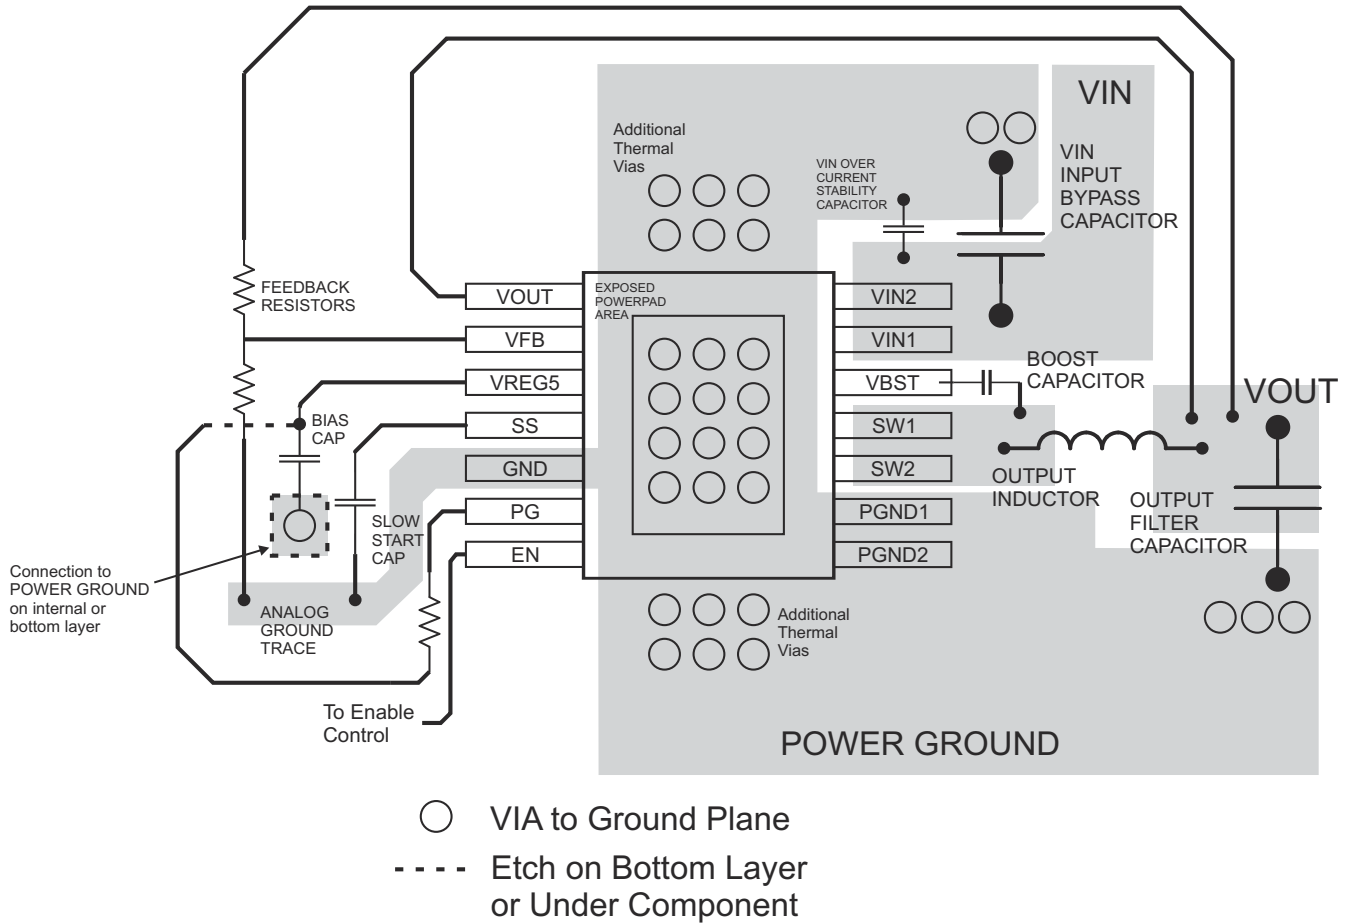 VIN
Additional
Thermal
Vias
VIN OVER
CURRENT
STABILITY
CAPACITOR
VIN
INPUT
BYPASS
CAPACITOR
FEEDBACK
RESISTORS
EXPOSED
POWERPAD
AREA
VOUT
VFB
VREG5
SS
GND
PG
EN
VIN2
VIN1
VBST
SW1
SW2
PGND1
PGND2
BOOST
CAPACITOR
VOUT
BIAS
CAP
SLOW
START
CAP
OUTPUT
INDUCTOR
OUTPUT
FILTER
CAPACITOR
Connection to
POWER GROUND
on internal or
bottom layer
ANALOG
GROUND
TRACE
Additional
Thermal
Vias
To Enable
Control
POWER GROUND
VIA to Ground Plane
Etch on Bottom Layer
or Under Component